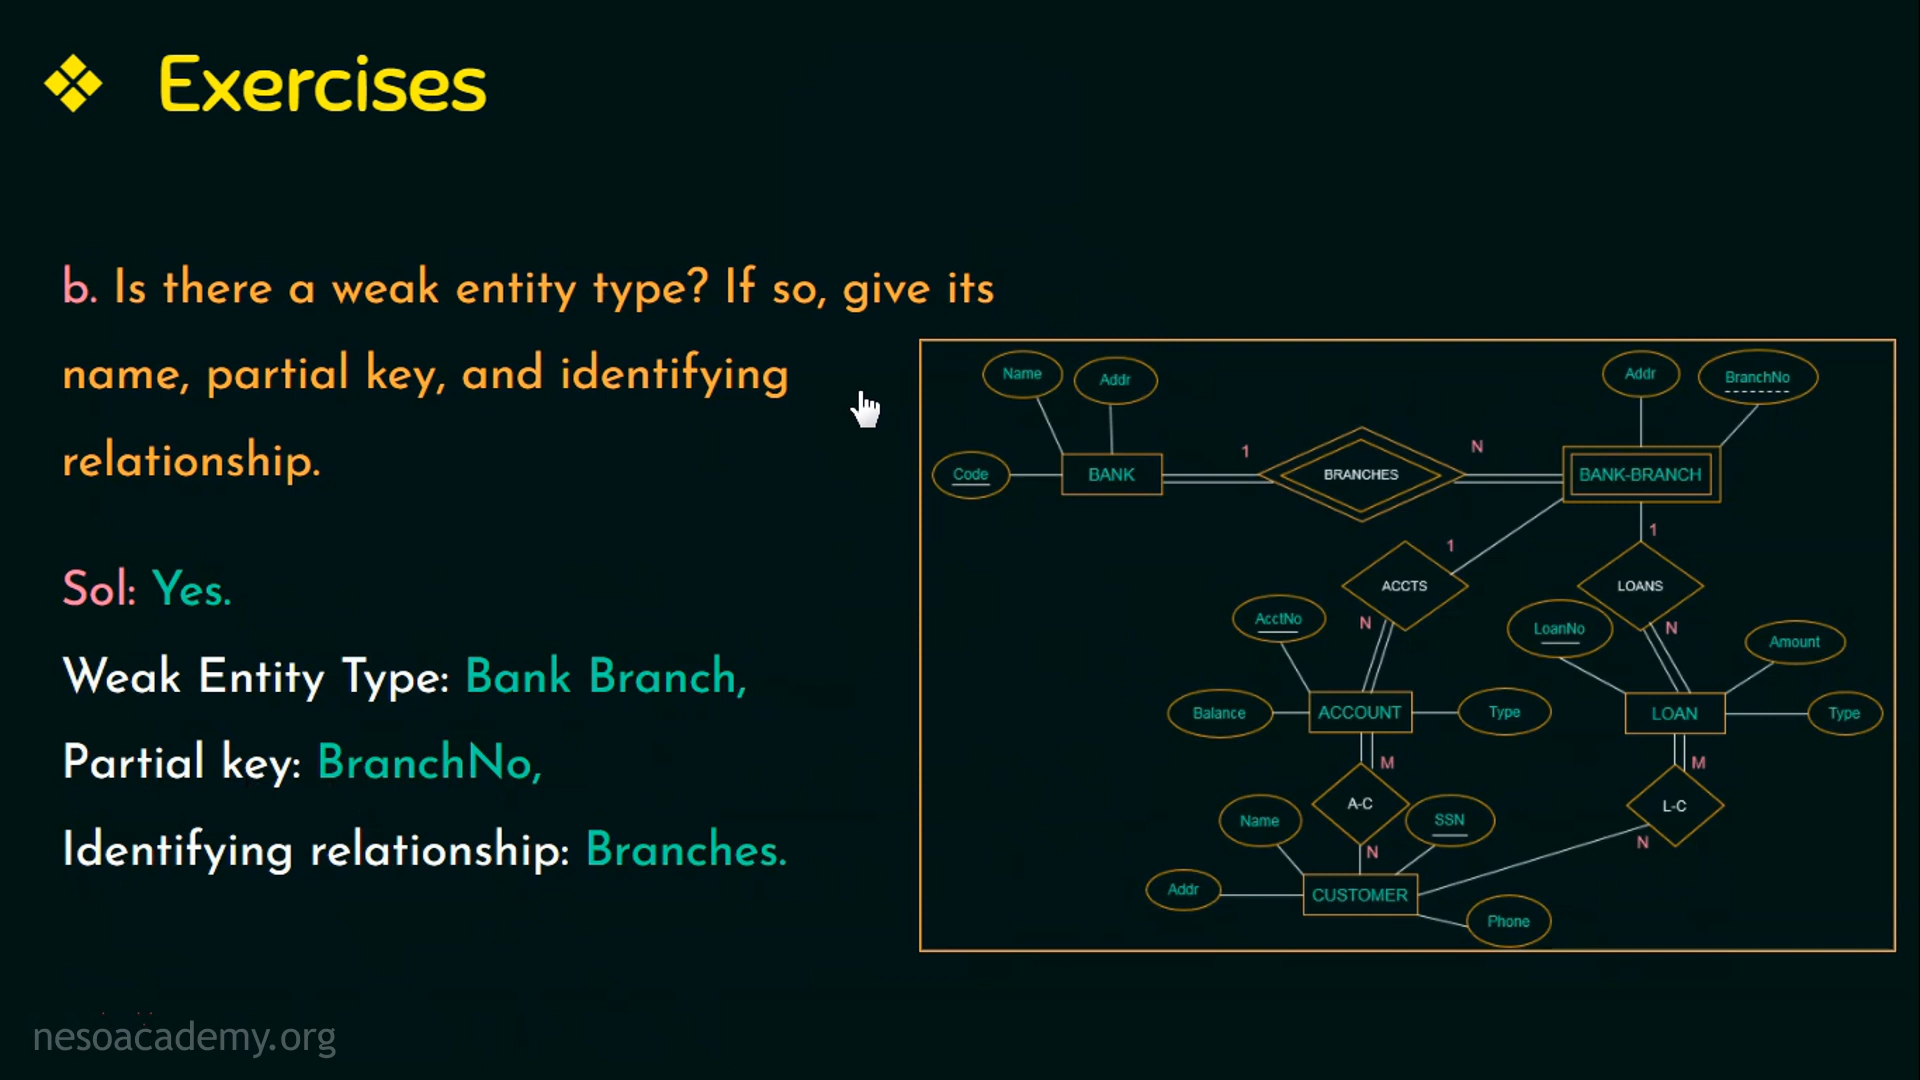 ❖ Exercises
b. Is there a weak entity type? If so, give its
name, partial key, and identifying
relationship.
Sol: Yes.
Weak Entity Type: Bank Branch,
Partial key: BranchNo,
Identifying relationship: Branches.
Name
Addr
Addr
BranchNo
Code
BANK
1
BRANCHES
N
BANK-BRANCH
1
1
ACCTS
LOANS
AcctNo
N
LoanNo
N
Amount
Balance
ACCOUNT
Type
LOAN
Type
M
M
A-C
L-C
Name
SSN
N
N
Addr
CUSTOMER
Phone
nesoacademy.org